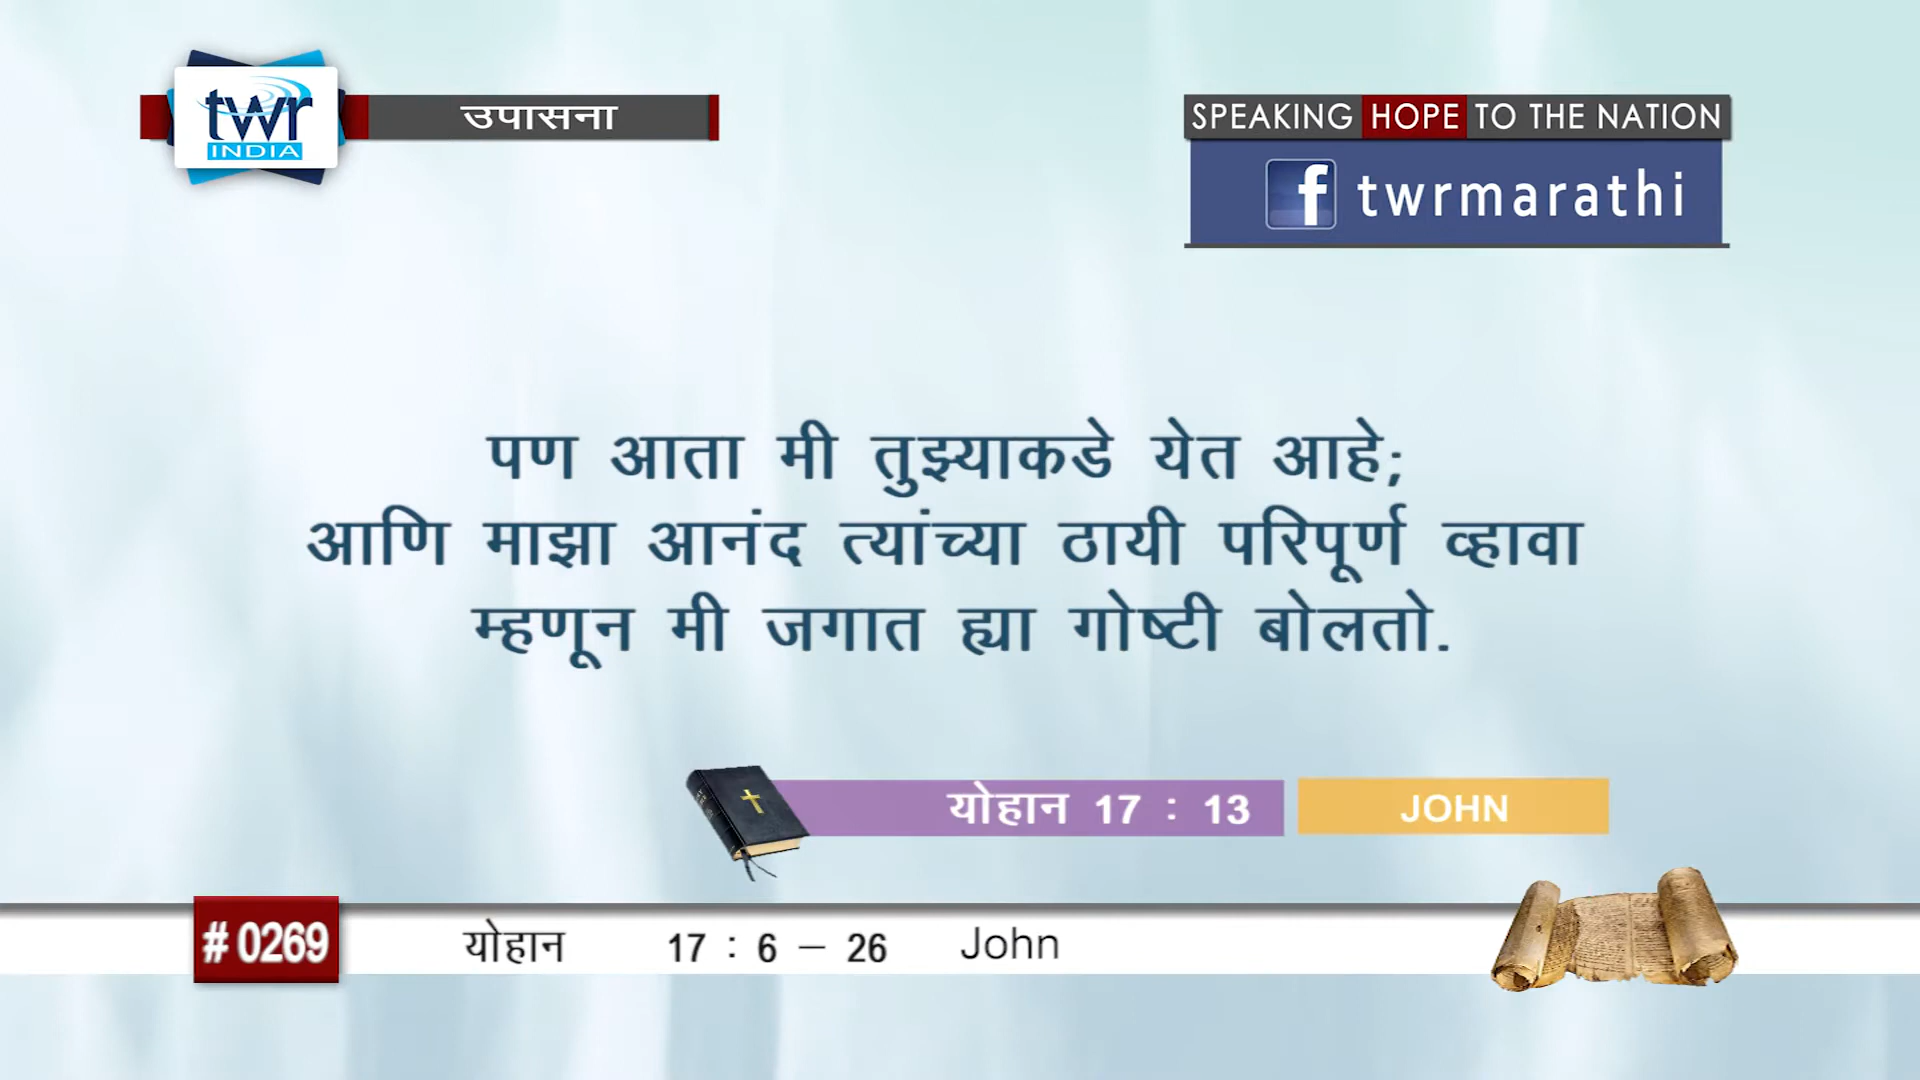 twr
INDIA
उपासना
SPEAKING HOPE TO THE NATION
f twrmarathi
पण आता मी तुझ्याकडे येत आहे;
आणि माझा आनंद त्यांच्या ठायी परिपूर्ण व्हावा
म्हणून मी जगात ह्या गोष्टी बोलतो.
योहान 17 : 13
JOHN
# 0269
योहान 17 : 6 – 26 John